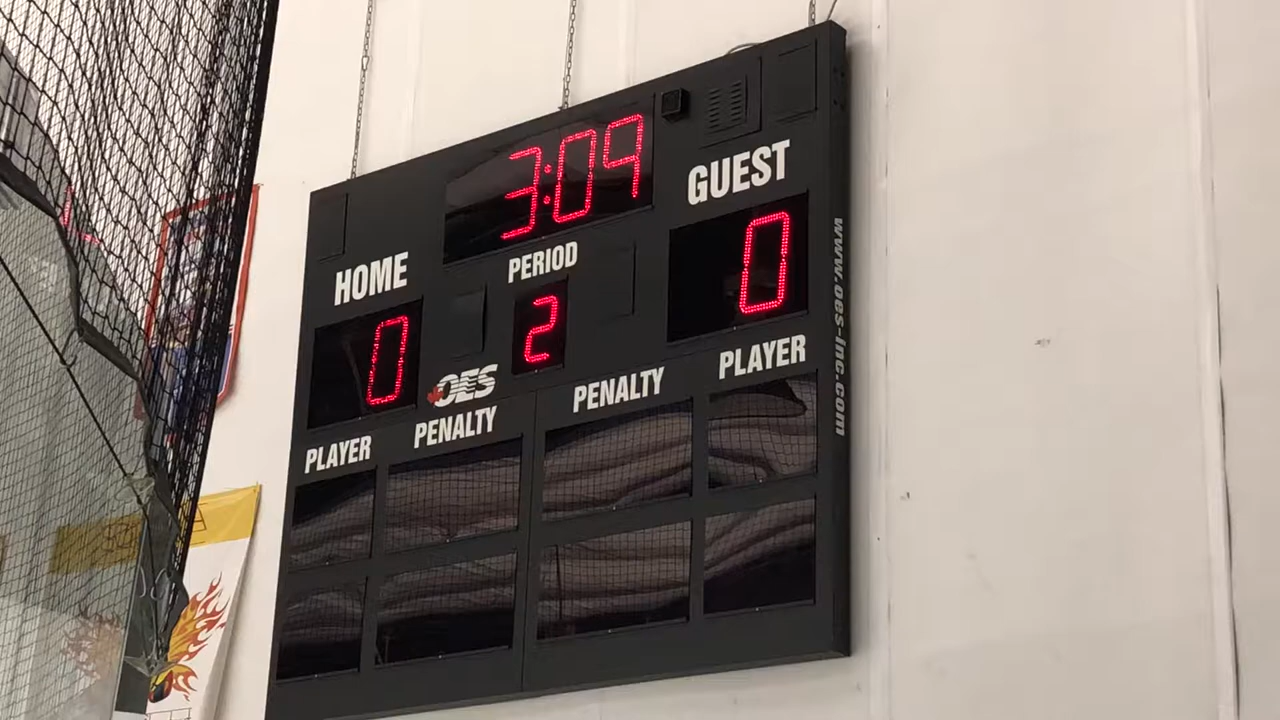 3:09
GUEST
HOME
PERIOD
0
2
0
OES
PLAYER
PENALTY
PENALTY
PLAYER
www.oes-inc.com